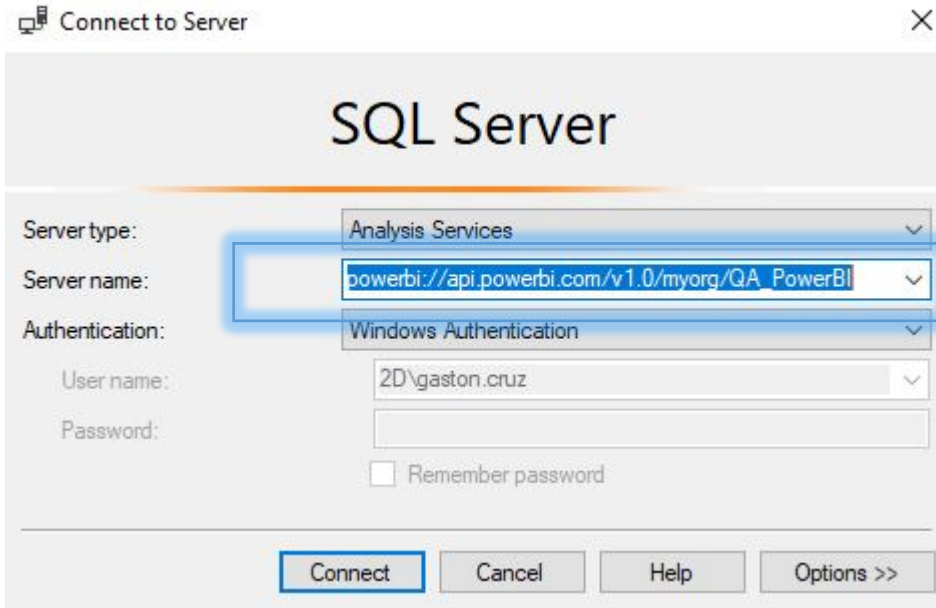 Connect to Server
SQL Server
Server type: Analysis Services
Server name: powerbi://api.powerbi.com/v1.0/myorg/QA_PowerBI
Authentication: Windows Authentication
User name: 2D\gaston.cruz
Password:
Remember password
Connect Cancel Help Options >>